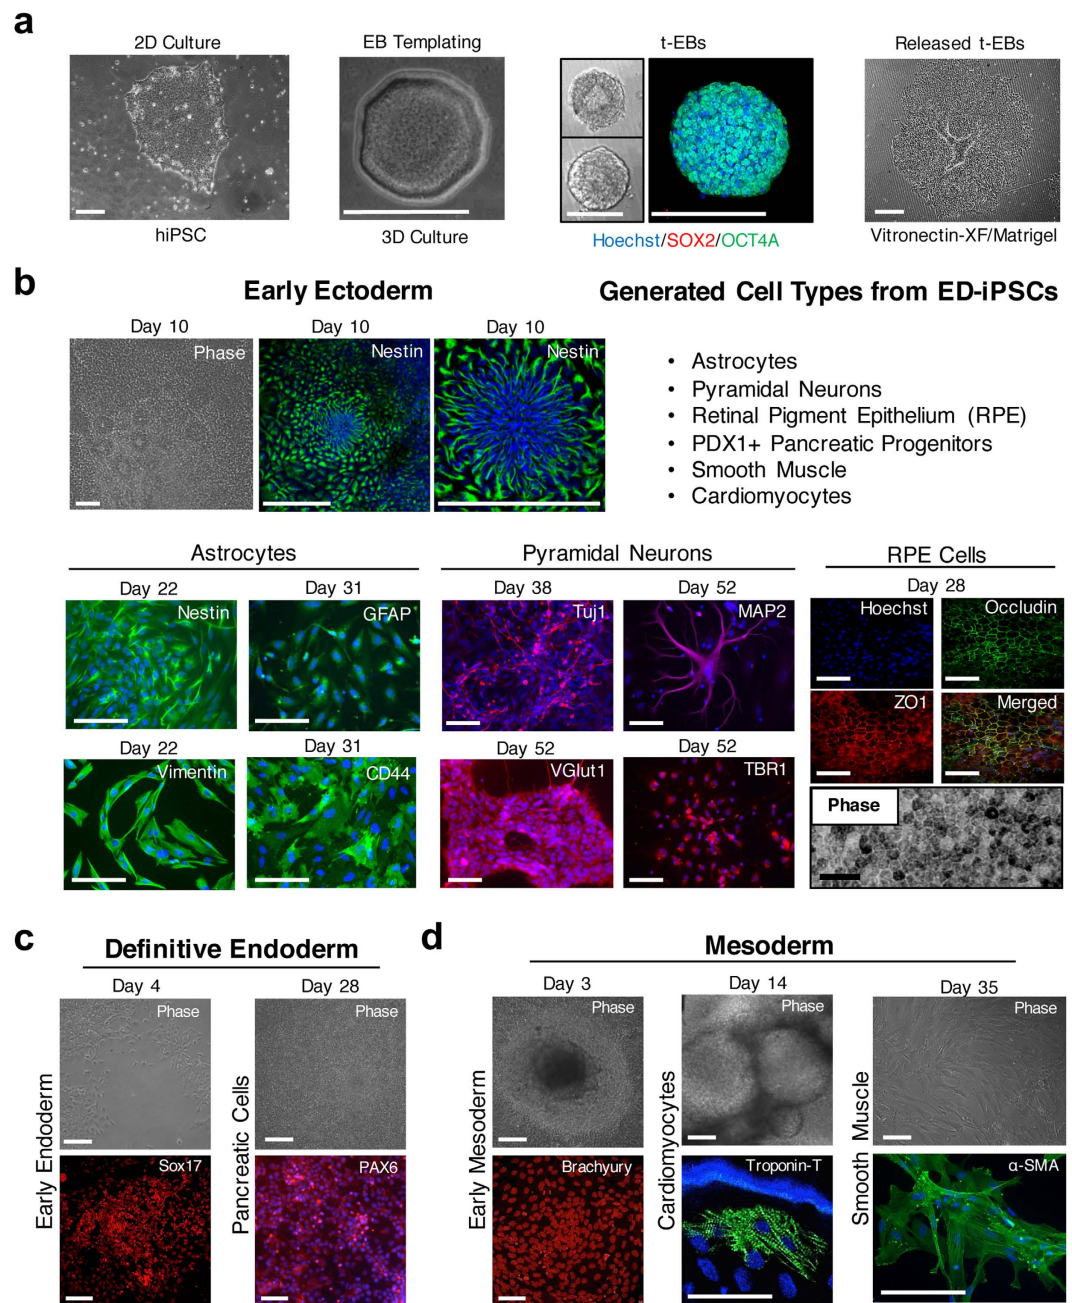 a
2D Culture
EB Templating
t-EBs
Released t-EBs
hiPSC
3D Culture
Hoechst/SOX2/OCT4A
Vitronectin-XF/Matrigel
b
Early Ectoderm
Generated Cell Types from ED-iPSCs
Day 10
Day 10
Day 10
Phase
Nestin
Nestin
• Astrocytes
• Pyramidal Neurons
• Retinal Pigment Epithelium (RPE)
• PDX1+ Pancreatic Progenitors
• Smooth Muscle
• Cardiomyocytes
Astrocytes
Pyramidal Neurons
RPE Cells
Day 22
Day 31
Day 38
Day 52
Day 28
Nestin
GFAP
Tuj1
MAP2
Hoechst
Occludin
ZO1
Merged
Day 22
Day 31
Day 52
Day 52
Vimentin
CD44
VGlut1
TBR1
Phase
c
Definitive Endoderm
Day 4
Day 28
Early Endoderm
Phase
Pancreatic Cells
Phase
Sox17
PAX6
d
Mesoderm
Day 3
Day 14
Day 35
Early Mesoderm
Phase
Cardiomyocytes
Phase
Smooth Muscle
Phase
Brachyury
Troponin-T
α-SMA